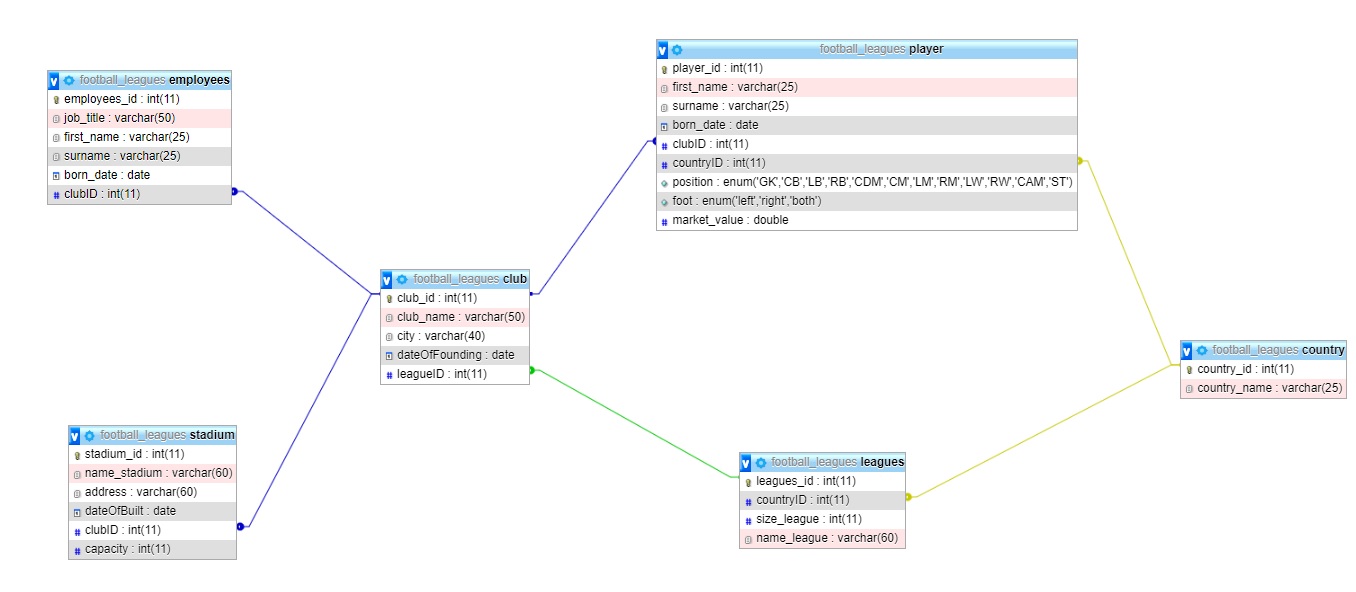 football_leagues employees
employees_id : int(11)
job_title : varchar(50)
first_name : varchar(25)
surname : varchar(25)
born_date : date
clubID : int(11)
football_leagues player
player_id : int(11)
first_name : varchar(25)
surname : varchar(25)
born_date : date
clubID : int(11)
countryID : int(11)
position : enum('GK','CB','LB','RB','CDM','CM','LM','RM','LW','RW','CAM','ST')
foot : enum('left','right','both')
market_value : double
football_leagues club
club_id : int(11)
club_name : varchar(50)
city : varchar(40)
dateOfFounding : date
leagueID : int(11)
football_leagues country
country_id : int(11)
country_name : varchar(25)
football_leagues stadium
stadium_id : int(11)
name_stadium : varchar(60)
address : varchar(60)
dateOfBuilt : date
clubID : int(11)
capacity : int(11)
football_leagues leagues
leagues_id : int(11)
countryID : int(11)
size_league : int(11)
name_league : varchar(60)